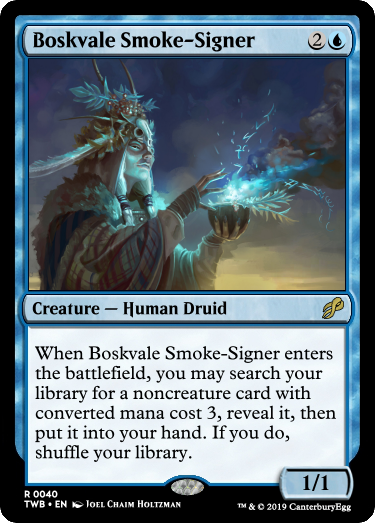 Boskvale Smoke-Signer 2
Creature — Human Druid
When Boskvale Smoke-Signer enters
the battlefield, you may search your
library for a noncreature card with
converted mana cost 3, reveal it, then
put it into your hand. If you do,
shuffle your library.
1/1
R 0040
TWB • EN Joel Chaim Holtzman
™ & © 2019 CanterburyEgg